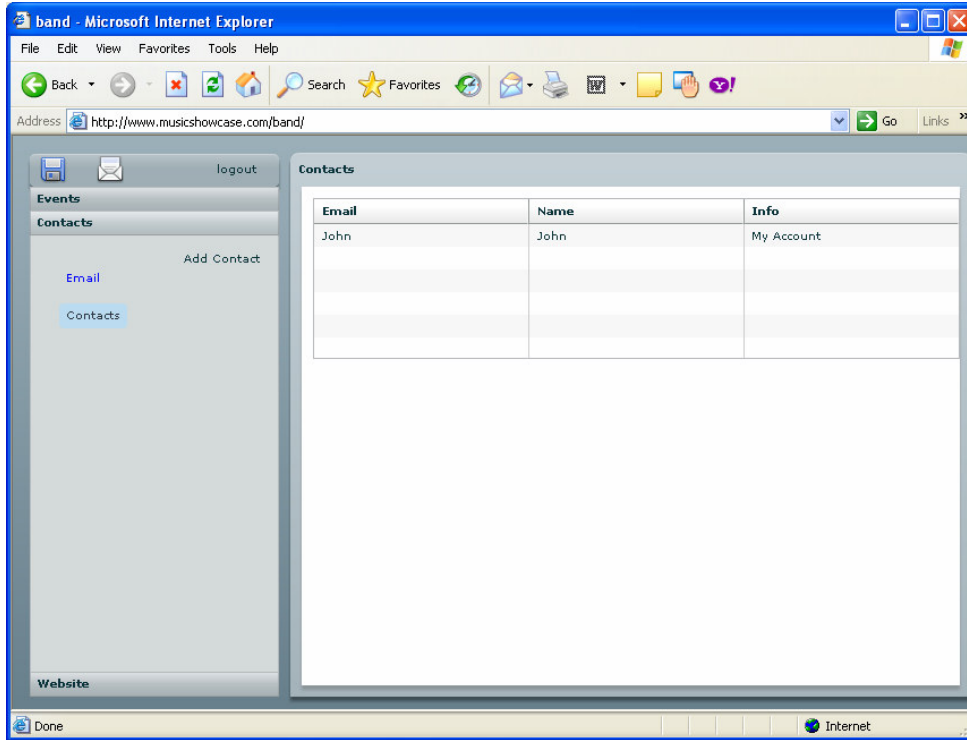 band - Microsoft Internet Explorer
File Edit View Favorites Tools Help
Back Search Favorites W Y!
Address http://www.musicshowcase.com/band/ Go Links »
logout
Events
Contacts
Add Contact
Email
Contacts
Website
Contacts
Email Name Info
John John My Account
Done Internet